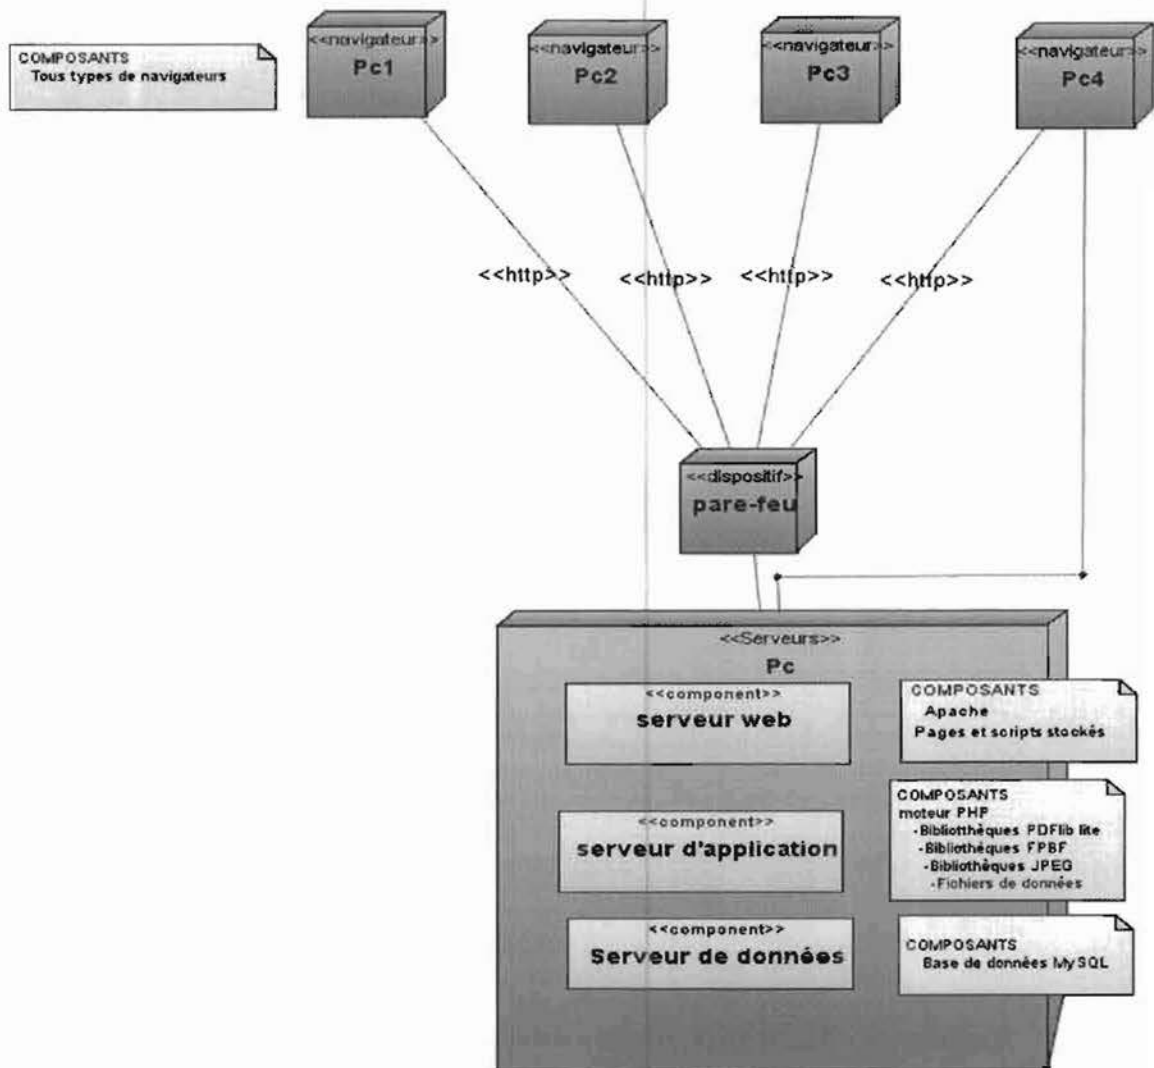 COMPOSANTS
Tous types de navigateurs
<<navigateur>>
Pc1
<<navigateur>>
Pc2
<<navigateur>>
Pc3
<<navigateur>>
Pc4
<<http>>
<<http>>
<<http>>
<<http>>
<<dispositif>>
pare-feu
<<Serveurs>>
Pc
<<component>>
serveur web
COMPOSANTS
Apache
Pages et scripts stockés
<<component>>
serveur d'application
COMPOSANTS
moteur PHP
-Bibliotthèques PDFlib lite
-Bibliothèques FPBF
-Bibliothèques JPEG
-Fichiers de données
<<component>>
Serveur de données
COMPOSANTS
Base de données MySQL